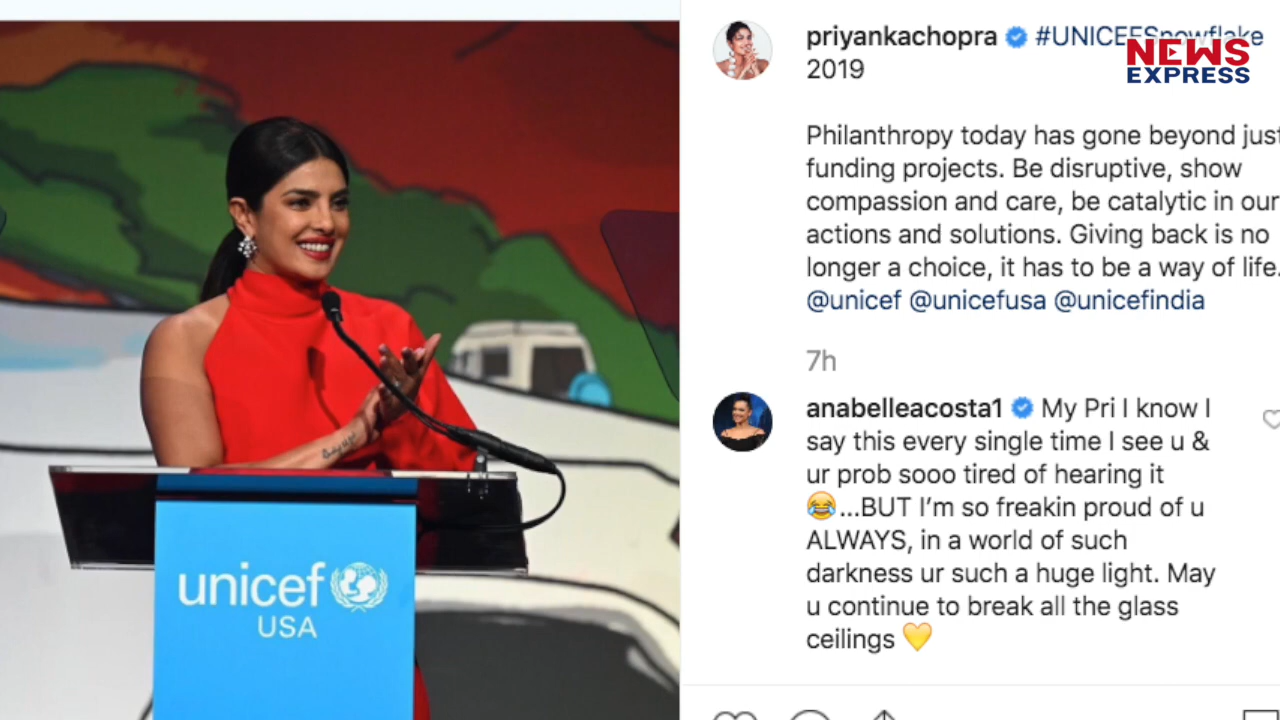 priyankachopra #UNICEFSnowflake
2019
NEWS
EXPRESS
Philanthropy today has gone beyond just
funding projects. Be disruptive, show
compassion and care, be catalytic in our
actions and solutions. Giving back is no
longer a choice, it has to be a way of life.
@unicef @unicefusa @unicefindia
7h
anabelleacosta1 My Pri I know I
say this every single time I see u &
ur prob sooo tired of hearing it
😂...BUT I’m so freakin proud of u
ALWAYS, in a world of such
darkness ur such a huge light. May
u continue to break all the glass
ceilings 💛
unicef
USA